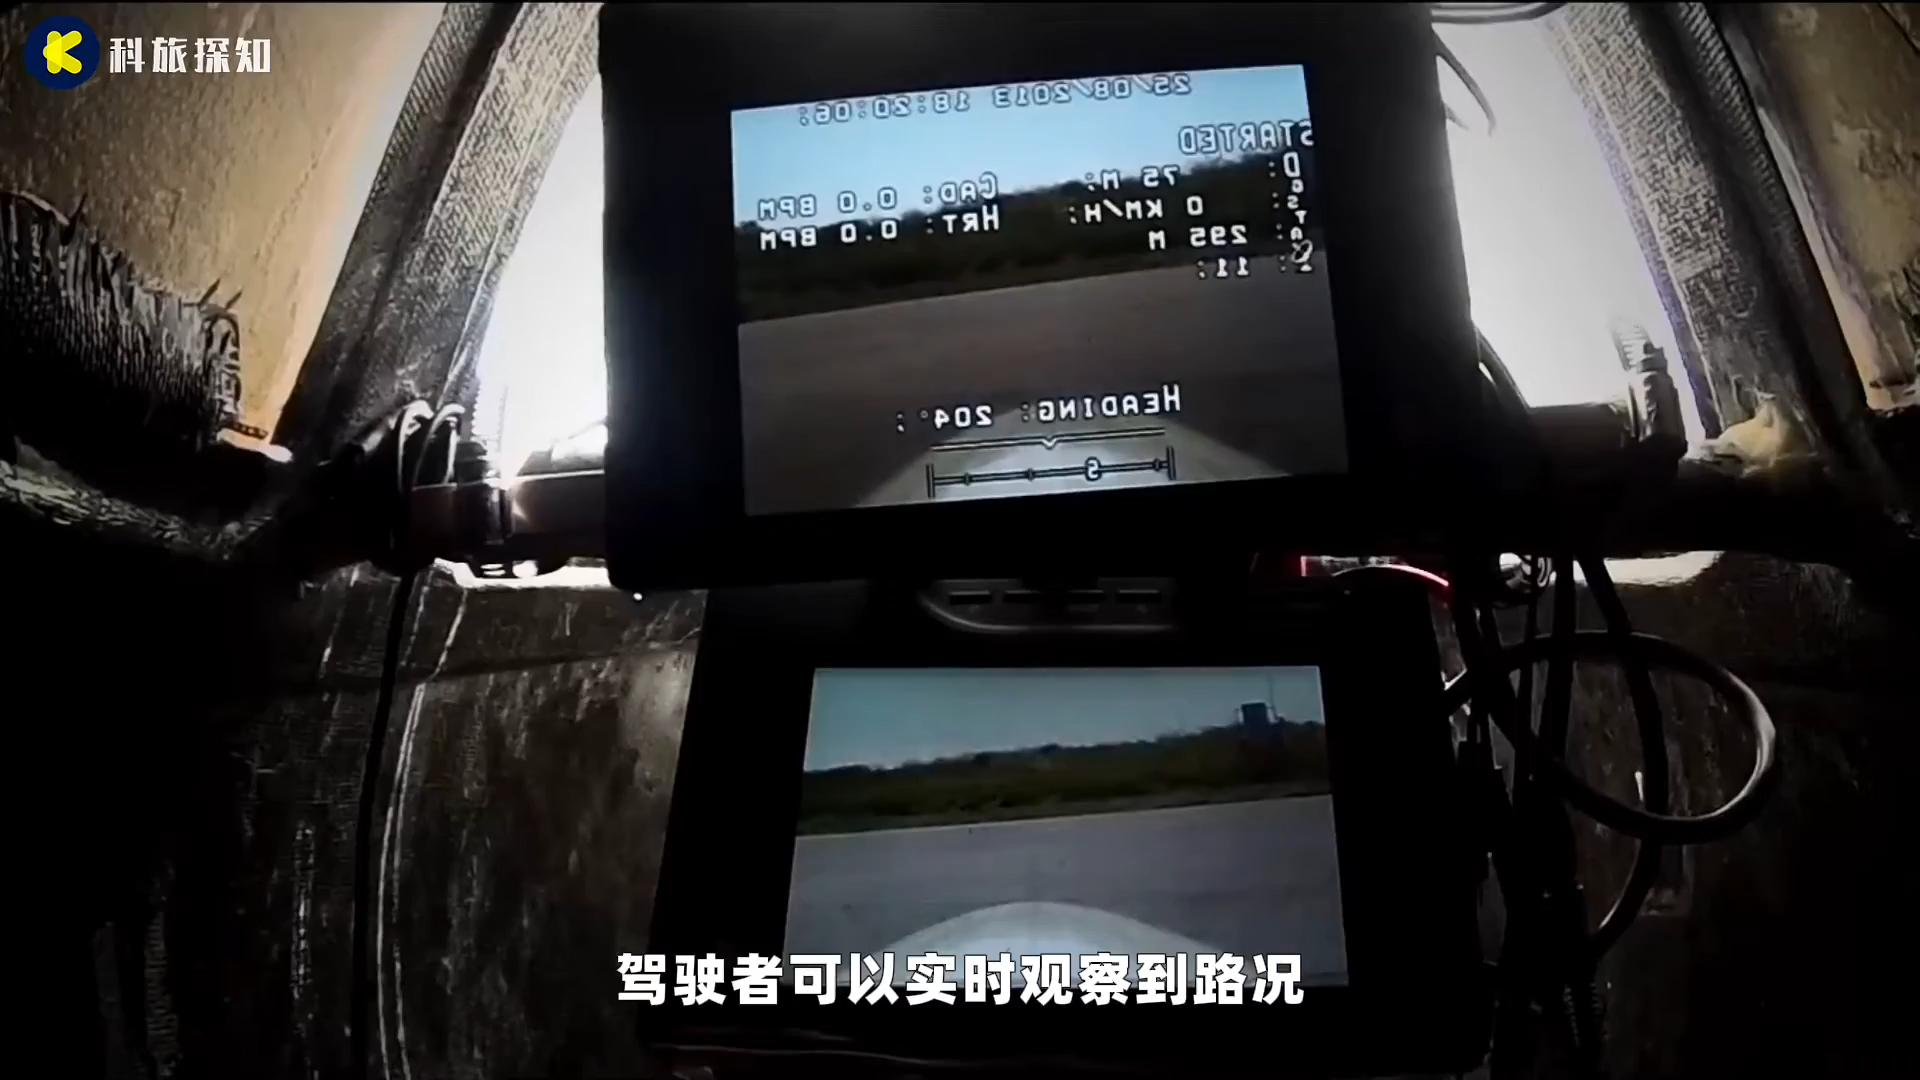 科旅探知
25/08/2013 18:20:06:
STARTED
D: 75 M:
CAD: 0.0 BPM
0 KM/H:
HRT: 0.0 BPM
295 M
11:
HEADING: 204°:
S
驾驶者可以实时观察到路况